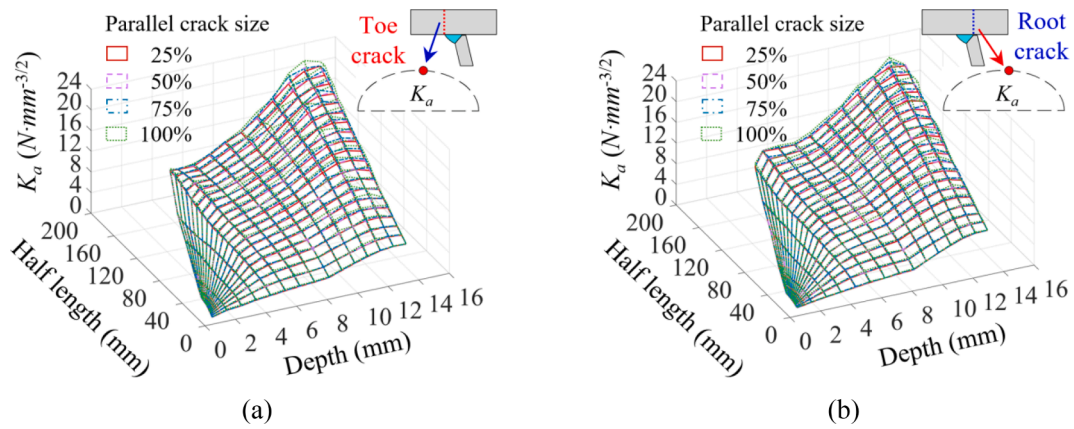 Parallel crack size
25%
50%
75%
100%
Toe
crack
Ka
Ka (N·mm-3/2)
24
20
16
12
8
4
0
200
160
120
80
40
0
Half length (mm)
0 2 4 6 8 10 12 14 16
Depth (mm)
(a)
Parallel crack size
25%
50%
75%
100%
Root
crack
Ka
Ka (N·mm-3/2)
24
20
16
12
8
4
0
200
160
120
80
40
0
Half length (mm)
0 2 4 6 8 10 12 14 16
Depth (mm)
(b)